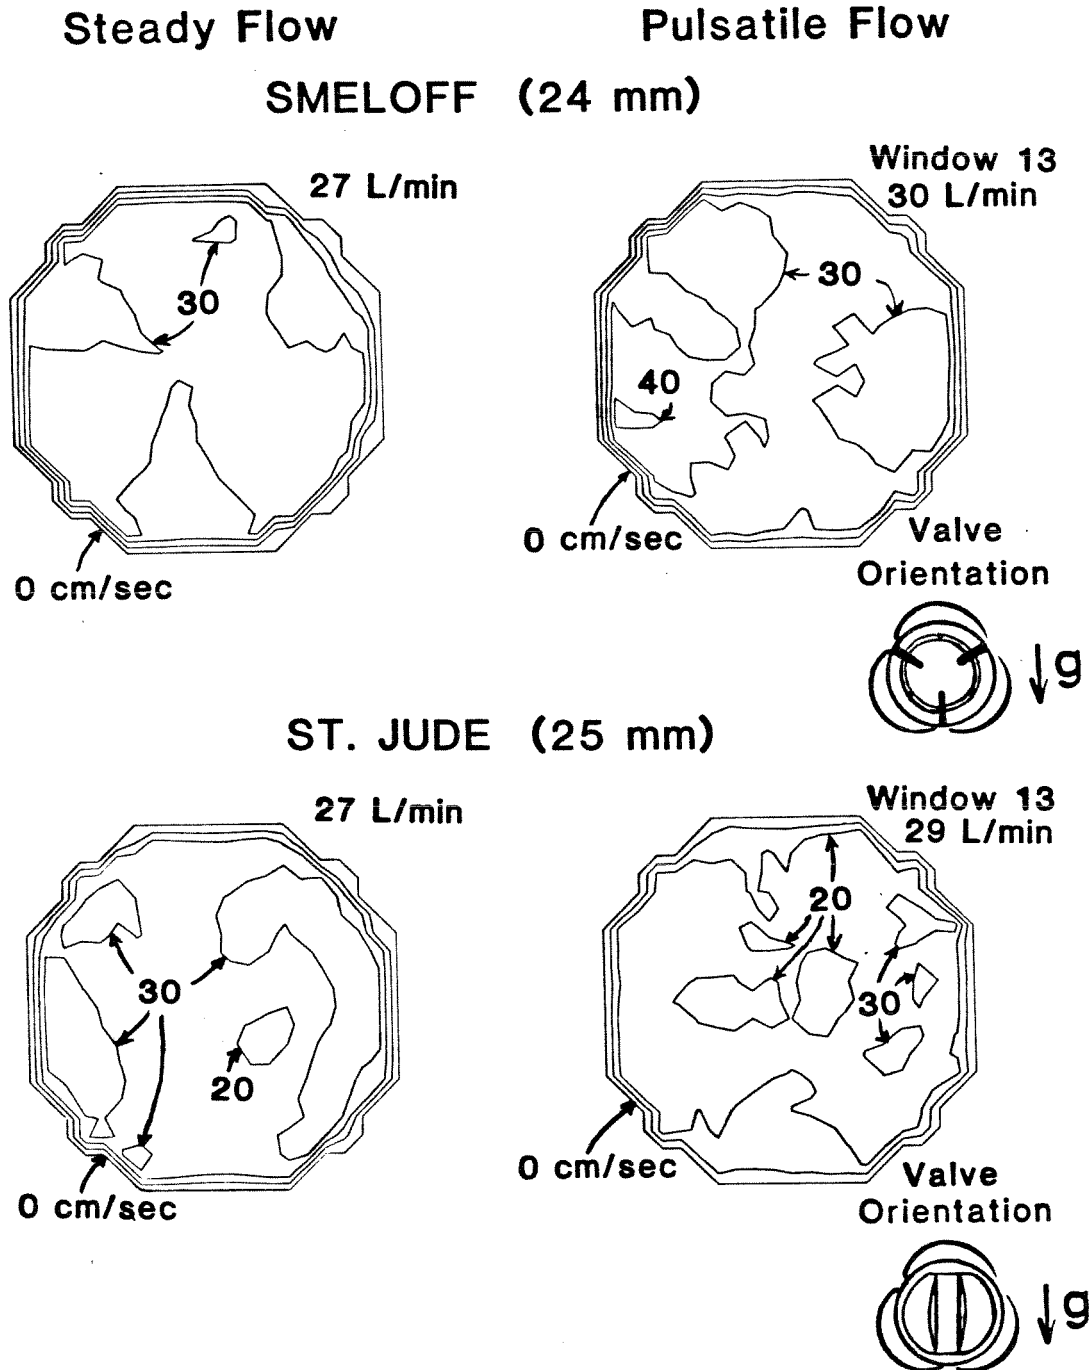 Steady Flow
Pulsatile Flow
SMELOFF (24 mm)
27 L/min
Window 13
30 L/min
30
30
40
0 cm/sec
0 cm/sec
Valve
Orientation
g
ST. JUDE (25 mm)
27 L/min
Window 13
29 L/min
20
30
30
20
0 cm/sec
0 cm/sec
Valve
Orientation
g